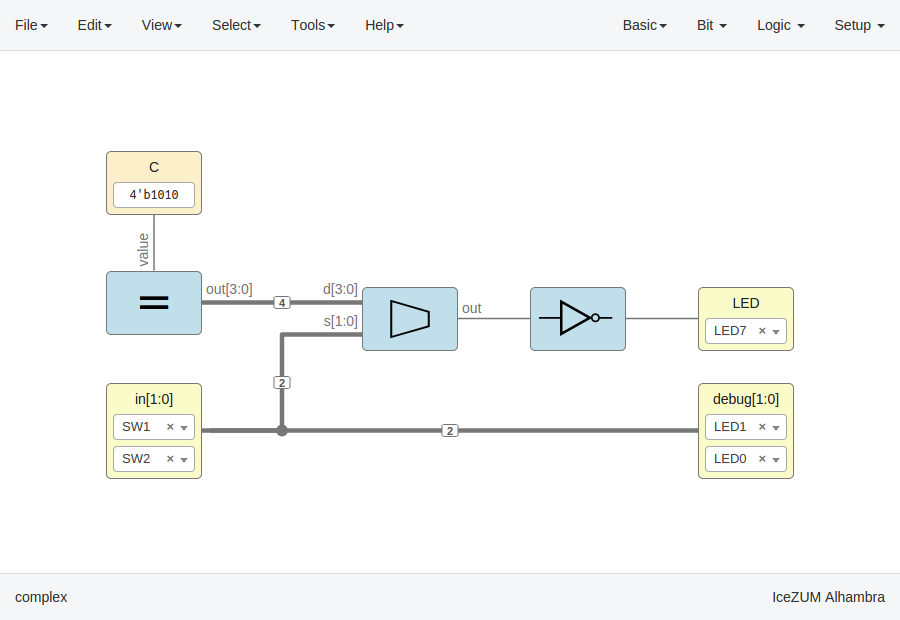 File Edit View Select Tools Help Basic Bit Logic Setup
C
4'b1010
value
out[3:0] 4 d[3:0]
s[1:0]
out
LED
LED7 ×
2
in[1:0]
SW1 ×
SW2 ×
2
debug[1:0]
LED1 ×
LED0 ×
complex IceZUM Alhambra